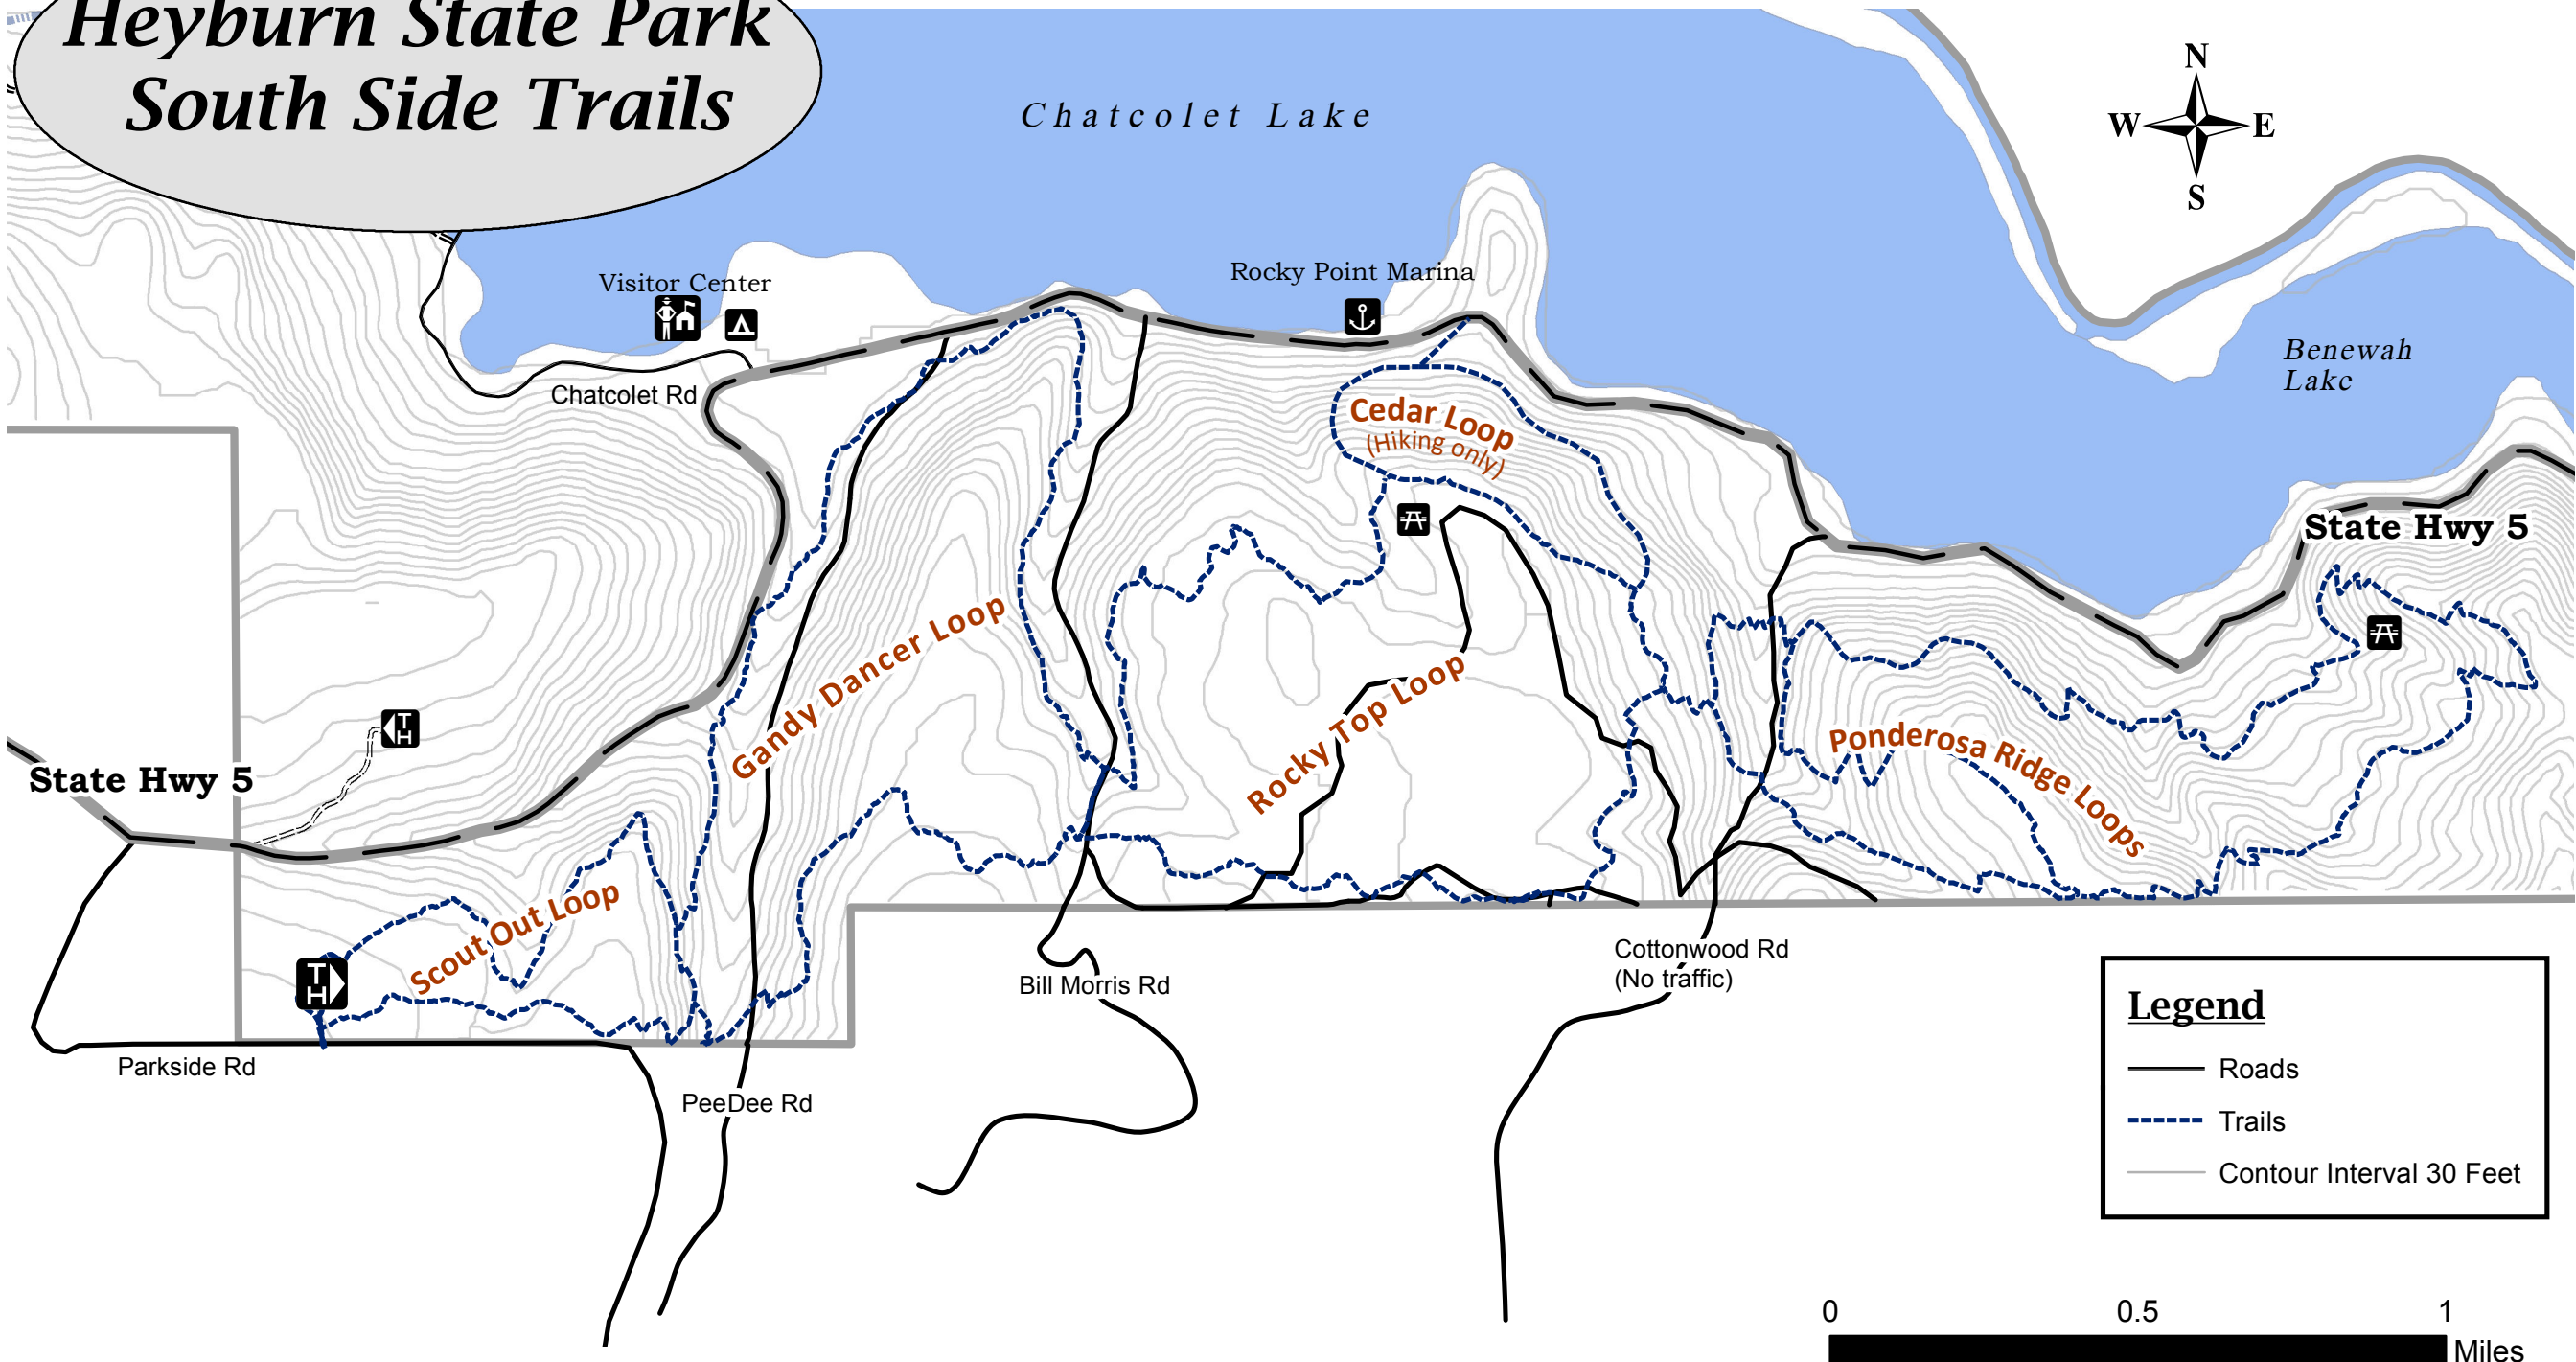 Heyburn State Park
South Side Trails
Chatcolet Lake
N
W E
S
Visitor Center
Rocky Point Marina
Benewah
Lake
Chatcolet Rd
Cedar Loop
(Hiking only)
State Hwy 5
Gandy Dancer Loop
Rocky Top Loop
Ponderosa Ridge Loops
T
H
State Hwy 5
Scout Out Loop
T
H
Cottonwood Rd
(No traffic)
Bill Morris Rd
Parkside Rd
PeeDee Rd
Legend
Roads
Trails
Contour Interval 30 Feet
0 0.5 1
Miles